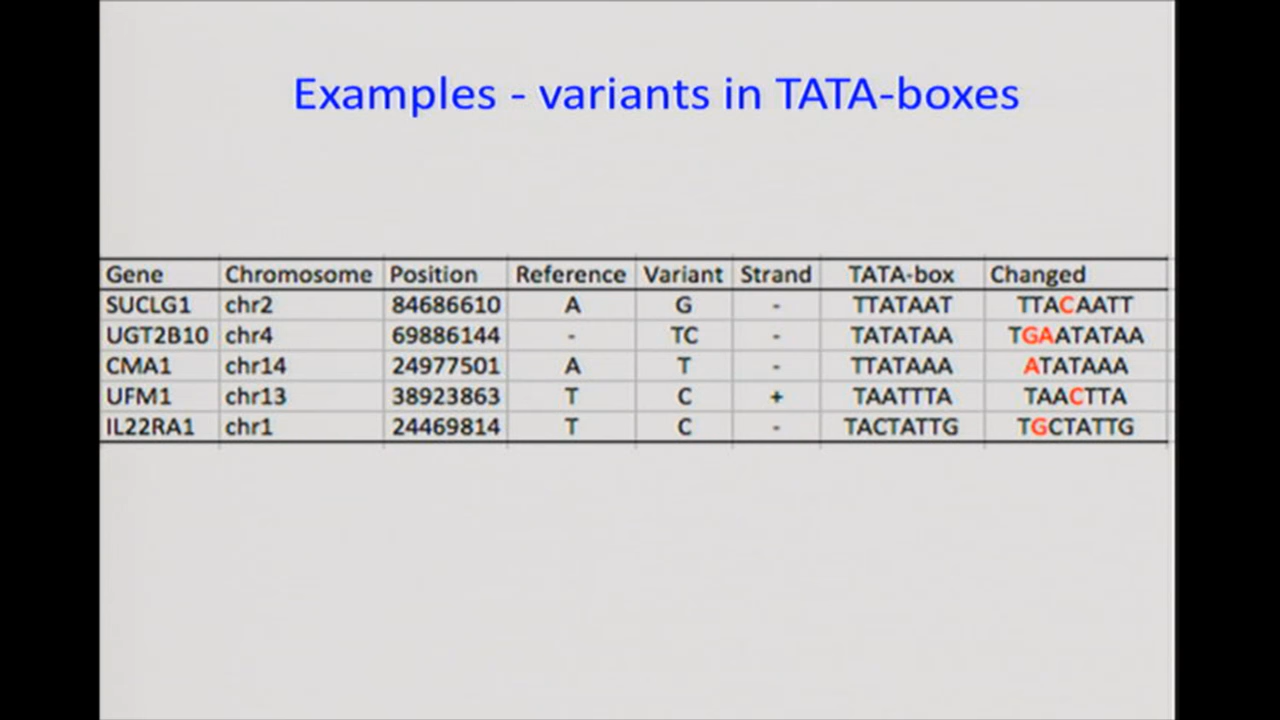 Examples - variants in TATA-boxes
Gene Chromosome Position Reference Variant Strand TATA-box Changed
SUCLG1 chr2 84686610 A G - TTATAAT TTACAATT
UGT2B10 chr4 69886144 - TC - TATATAA TGAATATAA
CMA1 chr14 24977501 A T - TTATAAA ATATAAA
UFM1 chr13 38923863 T C + TAATTTA TAACTTA
IL22RA1 chr1 24469814 T C - TACTATTG TGCTATTG